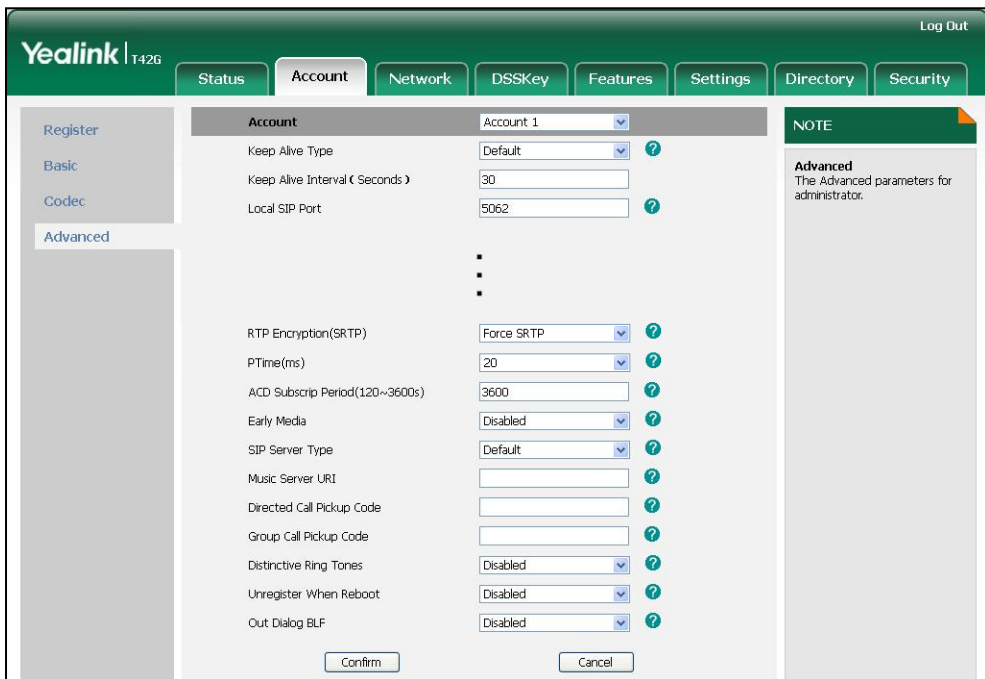 Log Out
Yealink T42G
Status Account Network DSSKey Features Settings Directory Security
Register
Basic
Codec
Advanced
Account Account 1
Keep Alive Type Default ?
Keep Alive Interval ( Seconds ) 30
Local SIP Port 5062 ?
RTP Encryption(SRTP) Force SRTP ?
PTime(ms) 20 ?
ACD Subscrip Period(120~3600s) 3600 ?
Early Media Disabled ?
SIP Server Type Default ?
Music Server URI ?
Directed Call Pickup Code ?
Group Call Pickup Code ?
Distinctive Ring Tones Disabled ?
Unregister When Reboot Disabled ?
Out Dialog BLF Disabled ?
Confirm Cancel
NOTE
Advanced
The Advanced parameters for
administrator.